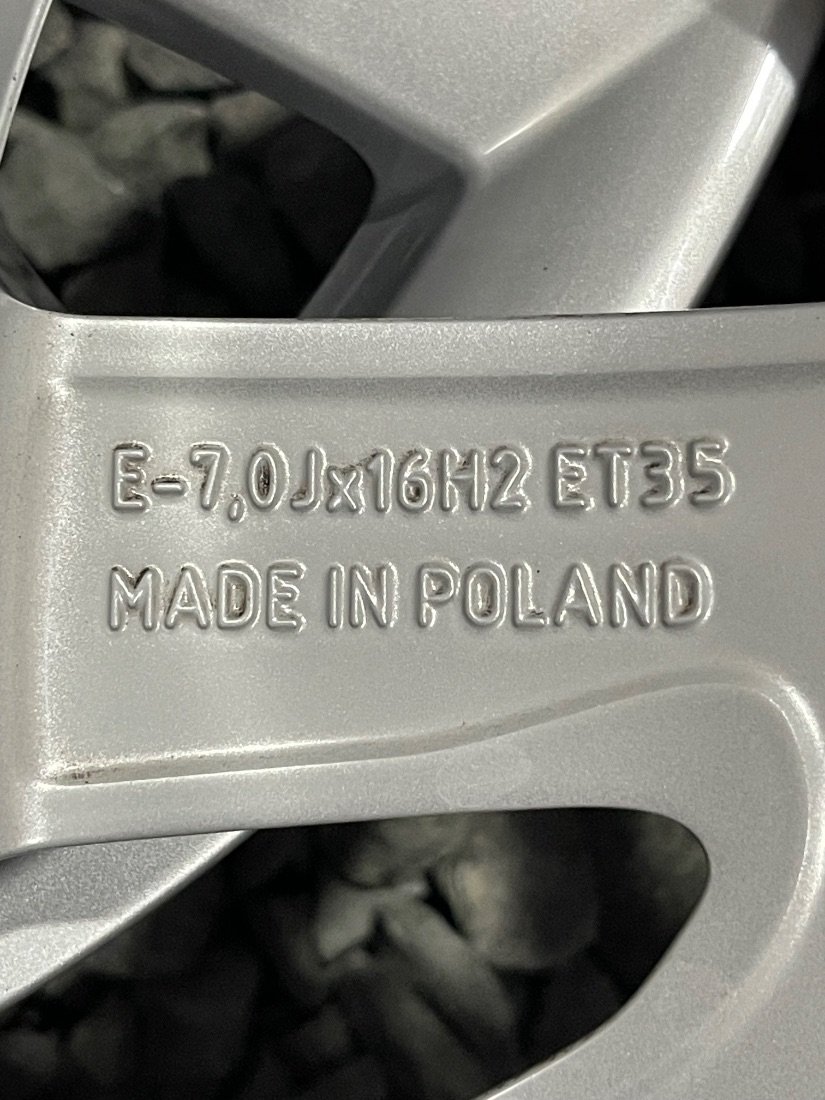 E-7,0Jx16H2 ET35
MADE IN POLAND